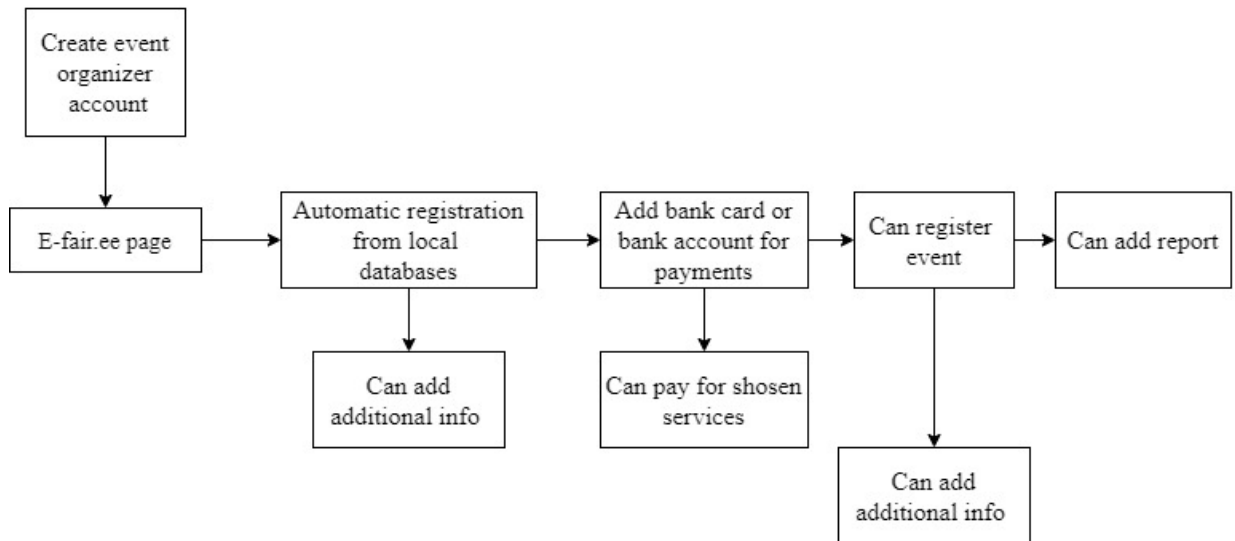 Create event
organizer
account
E-fair.ee page
Automatic registration
from local
databases
Add bank card or
bank account for
payments
Can register
event
Can add report
Can add
additional info
Can pay for shosen
services
Can add
additional info